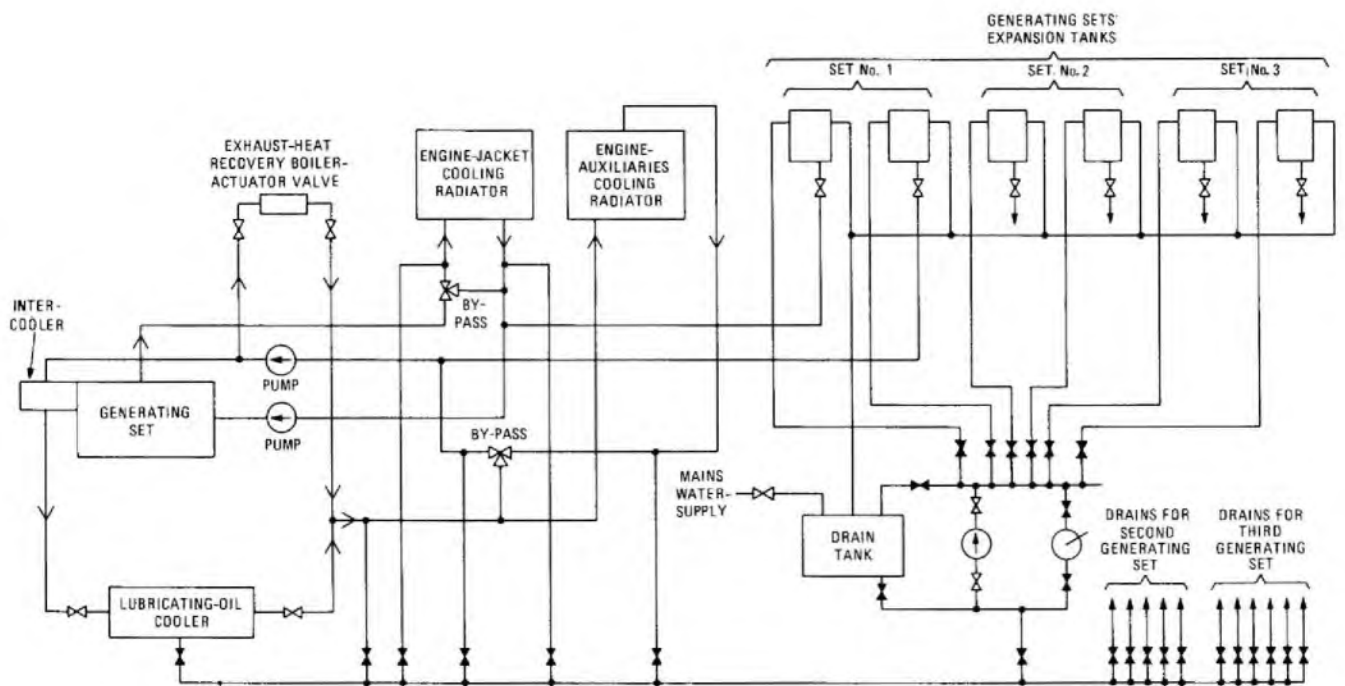 GENERATING SETS'
EXPANSION TANKS
SET No. 1
SET. No. 2
SET, No. 3
EXHAUST-HEAT
RECOVERY BOILER-
ACTUATOR VALVE
ENGINE-JACKET
COOLING
RADIATOR
ENGINE-
AUXILIARIES
COOLING
RADIATOR
INTER-
COOLER
BY-
PASS
PUMP
GENERATING
SET
PUMP
BY-PASS
MAINS
WATER-
SUPPLY
DRAIN
TANK
DRAINS FOR
SECOND
GENERATING
SET
DRAINS FOR
THIRD
GENERATING
SET
LUBRICATING-OIL
COOLER